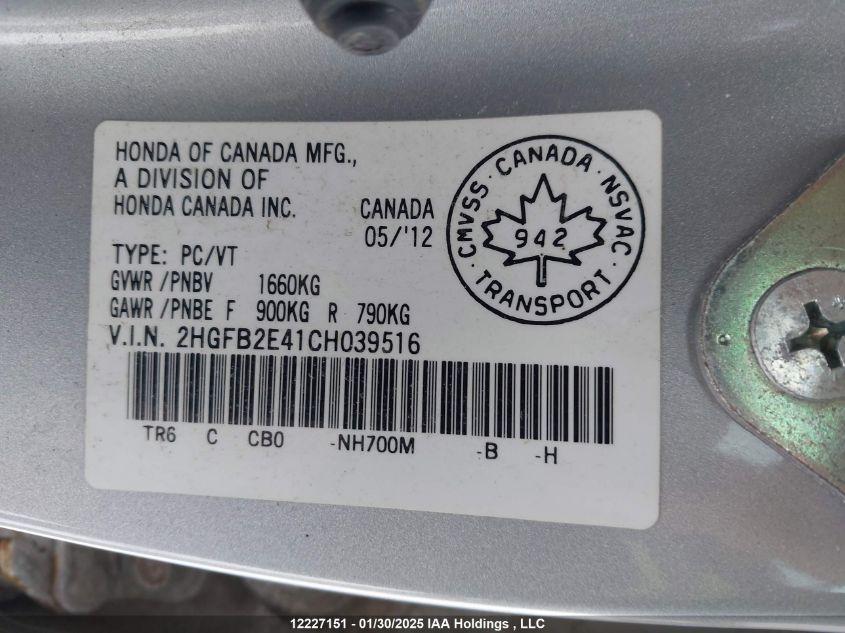 HONDA OF CANADA MFG.,
A DIVISION OF
HONDA CANADA INC. CANADA
05/'12
TYPE: PC/VT
GVWR/PNBV 1660KG
GAWR/PNBE F 900KG R 790KG
V.I.N. 2HGFB2E41CH039516
TR6 C CB0 -NH700M -B -H
CMVSS · CANADA · NSVAC
942
· TRANSPORT ·
12227151 - 01/30/2025 IAA Holdings , LLC